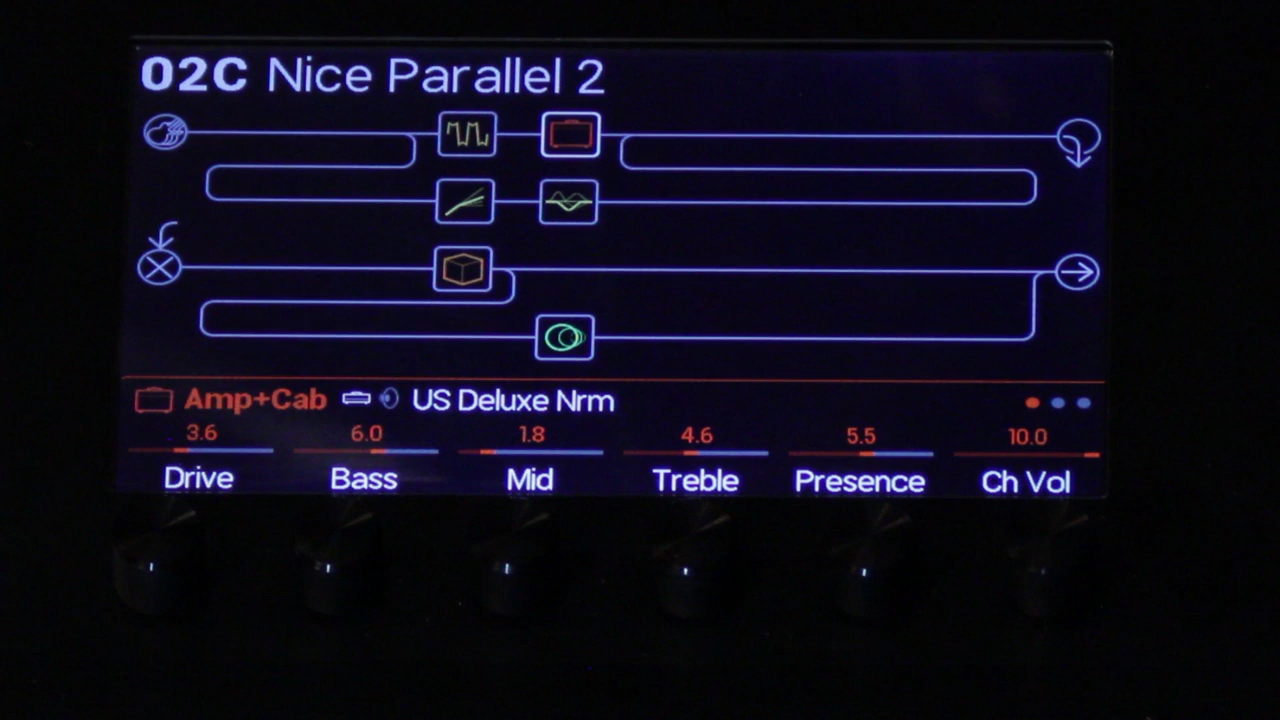 02C Nice Parallel 2
Amp+Cab US Deluxe Nrm
3.6 6.0 1.8 4.6 5.5 10.0
Drive Bass Mid Treble Presence Ch Vol